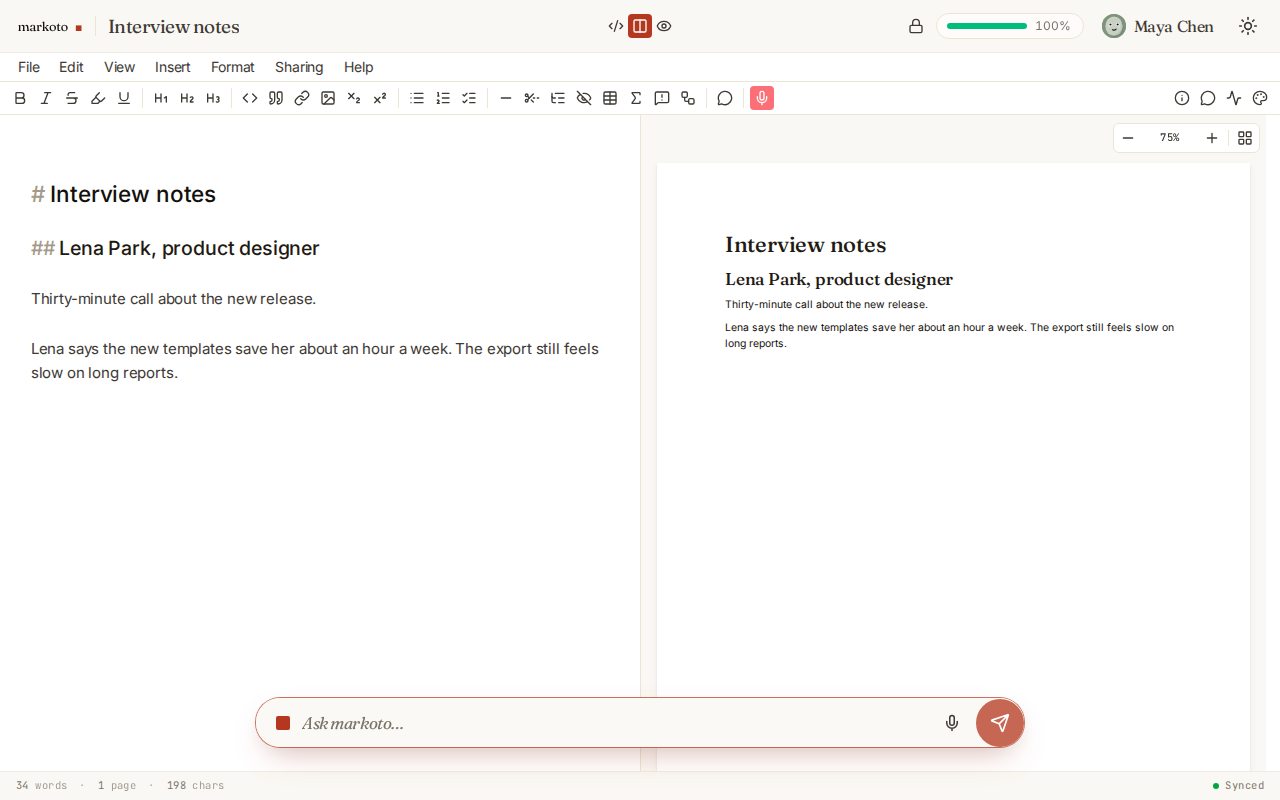 markoto
Interview notes
100%
Maya Chen
File Edit View Insert Format Sharing Help
H1 H2 H3
x2 x2
75%
# Interview notes
## Lena Park, product designer
Thirty-minute call about the new release.
Lena says the new templates save her about an hour a week. The export still feels
slow on long reports.
Interview notes
Lena Park, product designer
Thirty-minute call about the new release.
Lena says the new templates save her about an hour a week. The export still feels slow on
long reports.
Ask markoto...
34 words · 1 page · 198 chars
Synced